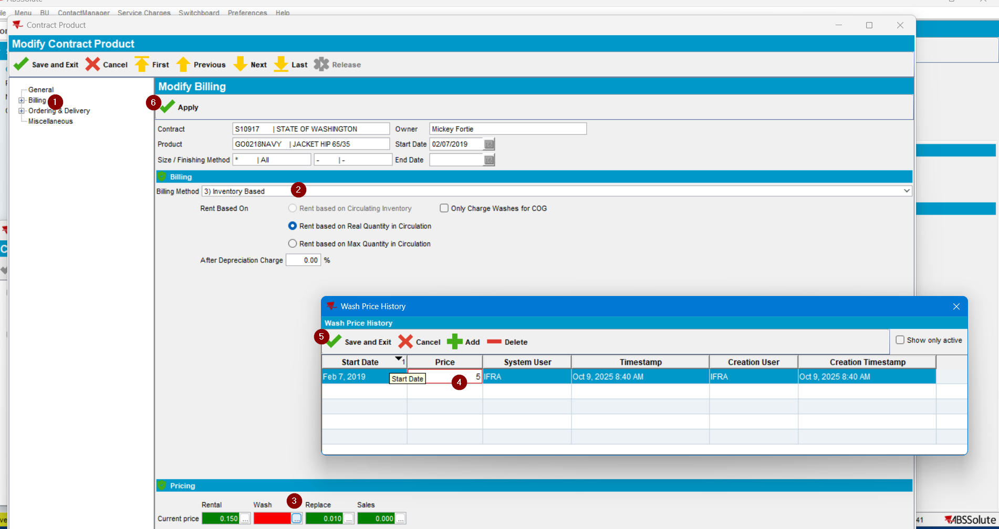 Menu BU ContactManager Service Charges Switchboard Preferences Help
Contract Product
Modify Contract Product
Save and Exit Cancel First Previous Next Last Release
Modify Billing
General
Billing 1
Ordering & Delivery
Miscellaneous
6 Apply
Contract S10917 | STATE OF WASHINGTON Owner Mickey Fortie
Product GO0218NAVY | JACKET HIP 65/35 Start Date 02/07/2019 16
Size / Finishing Method * | All - | - End Date 16
Billing
Billing Method 3) Inventory Based 2
Rent Based On Rent based on Circulating Inventory Only Charge Washes for COG
Rent based on Real Quantity in Circulation
Rent based on Max Quantity in Circulation
After Depreciation Charge 0.00 %
Wash Price History
Wash Price History
5 Save and Exit Cancel Add Delete Show only active
Start Date 1 Price System User Timestamp Creation User Creation Timestamp
Feb 7, 2019 Start Date 5 4 IFRA Oct 9, 2025 8:40 AM IFRA Oct 9, 2025 8:40 AM
Pricing
Rental Wash 3 Replace Sales
Current price 0.150 ... ... 0.010 ... 0.000 ...
41 ABSSolute